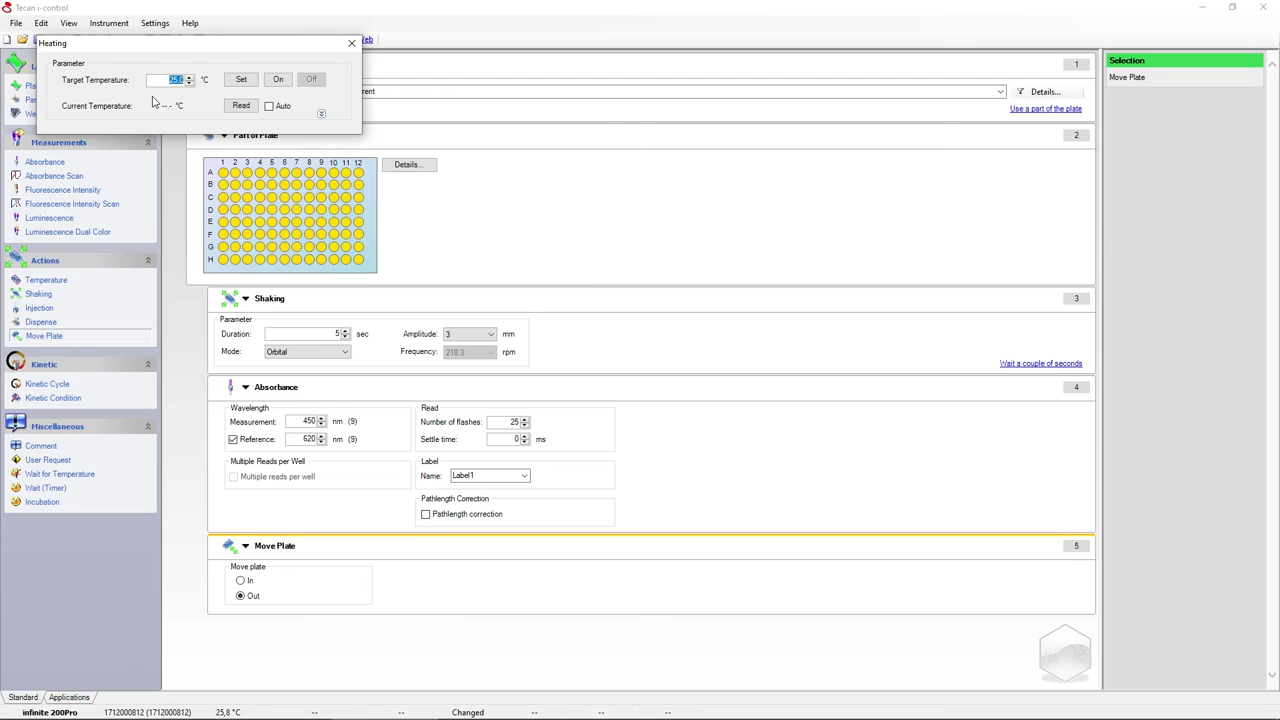 Tecan i-control
File Edit View Instrument Settings Help
Heating
Parameter
Target Temperature: 25,0 °C Set On Off
Current Temperature: --.- °C Read Auto
Web
1
Details...
Use a part of the plate
Part of Plate 2
1 2 3 4 5 6 7 8 9 10 11 12
A
B
C
D
E
F
G
H
Details...
Measurements
Absorbance
Absorbance Scan
Fluorescence Intensity
Fluorescence Intensity Scan
Luminescence
Luminescence Dual Color
Actions
Temperature
Shaking
Injection
Dispense
Move Plate
Kinetic
Kinetic Cycle
Kinetic Condition
Miscellaneous
Comment
User Request
Wait for Temperature
Wait (Timer)
Incubation
Shaking 3
Parameter
Duration: 5 sec Amplitude: 3 mm
Mode: Orbital Frequency: 218.3 rpm
Wait a couple of seconds
Absorbance 4
Wavelength
Measurement: 450 nm (9)
Reference: 620 nm (9)
Multiple Reads per Well
Multiple reads per well
Read
Number of flashes: 25
Settle time: 0 ms
Label
Name: Label1
Pathlength Correction
Pathlength correction
Move Plate 5
Move plate
In
Out
Selection
Move Plate
Standard Applications
infinite 200Pro 1712000812 (1712000812) 25,8 °C -- -- Changed -- -- --